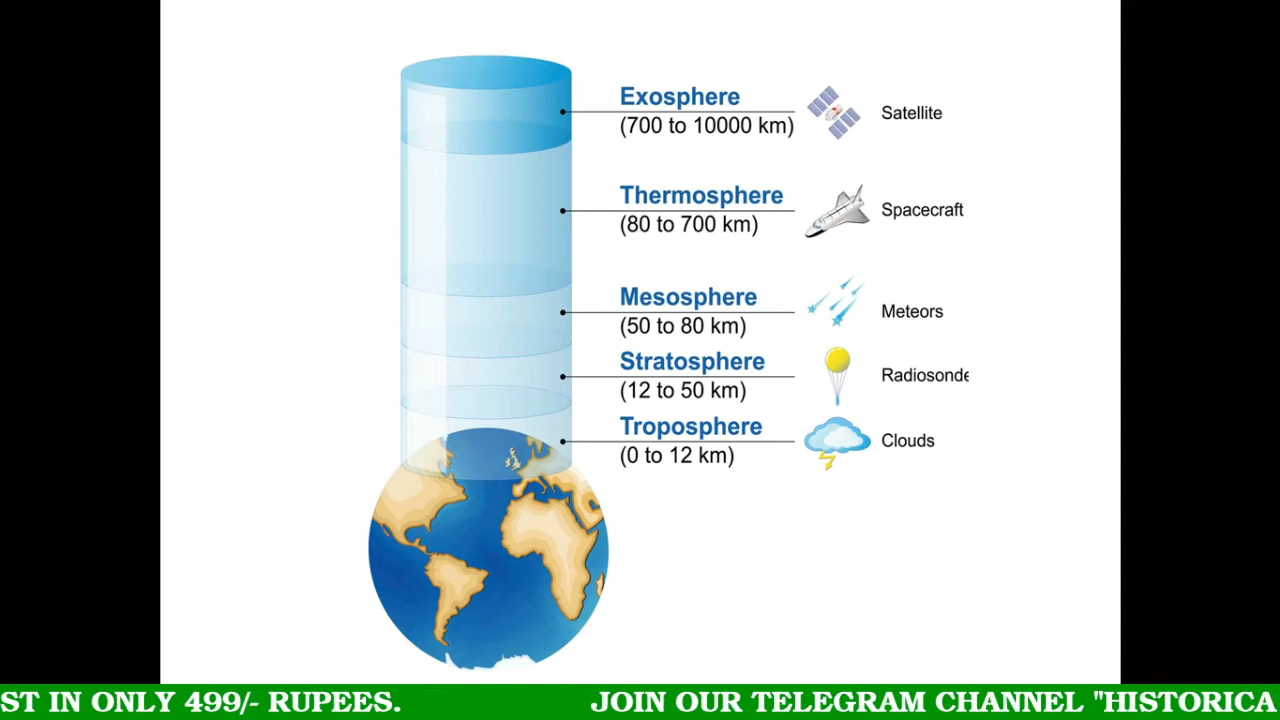 Exosphere
(700 to 10000 km)
Satellite
Thermosphere
(80 to 700 km)
Spacecraft
Mesosphere
(50 to 80 km)
Meteors
Stratosphere
(12 to 50 km)
Radiosonde
Troposphere
(0 to 12 km)
Clouds
ST IN ONLY 499/- RUPEES. JOIN OUR TELEGRAM CHANNEL "HISTORICA